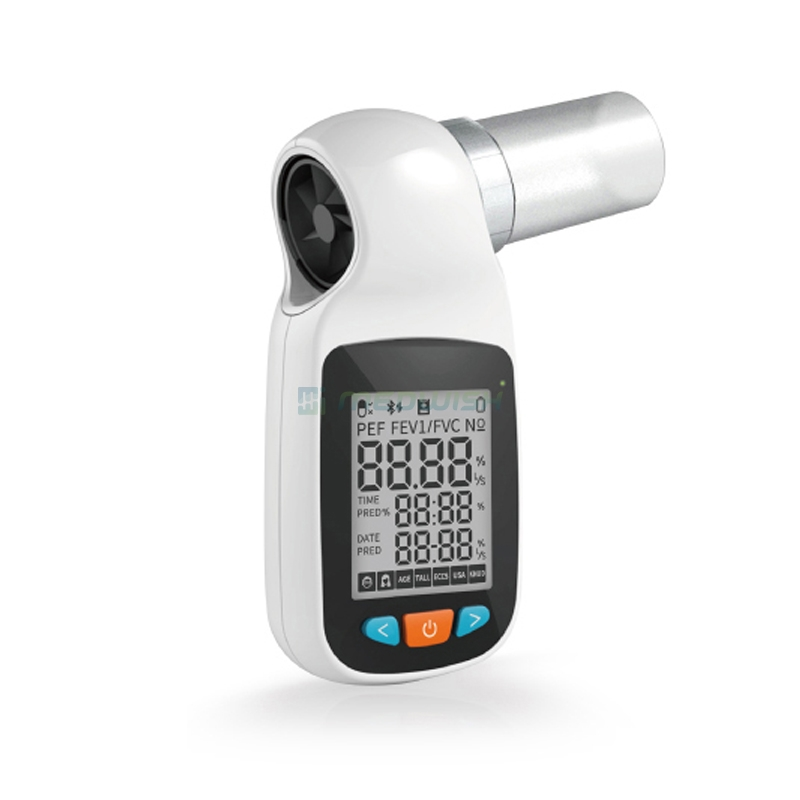 MEDWISH
PEF FEV1/FVC Nº
88.88 % L/s
TIME
PRED% 88:88 %
DATE
PRED 88:88 % L/s
AGE TALL ECCS USA KNUD